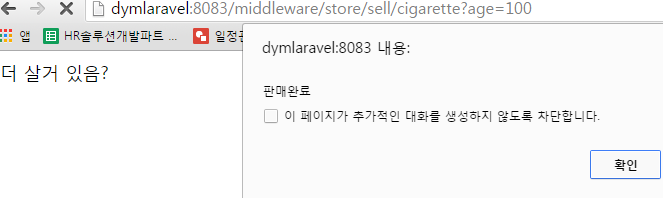 dymlaravel:8083/middleware/store/sell/cigarette?age=100
앱 HR솔루션개발파트 ... 일정관
더 살거 있음?
dymlaravel:8083 내용:
판매완료
이 페이지가 추가적인 대화를 생성하지 않도록 차단합니다.
확인